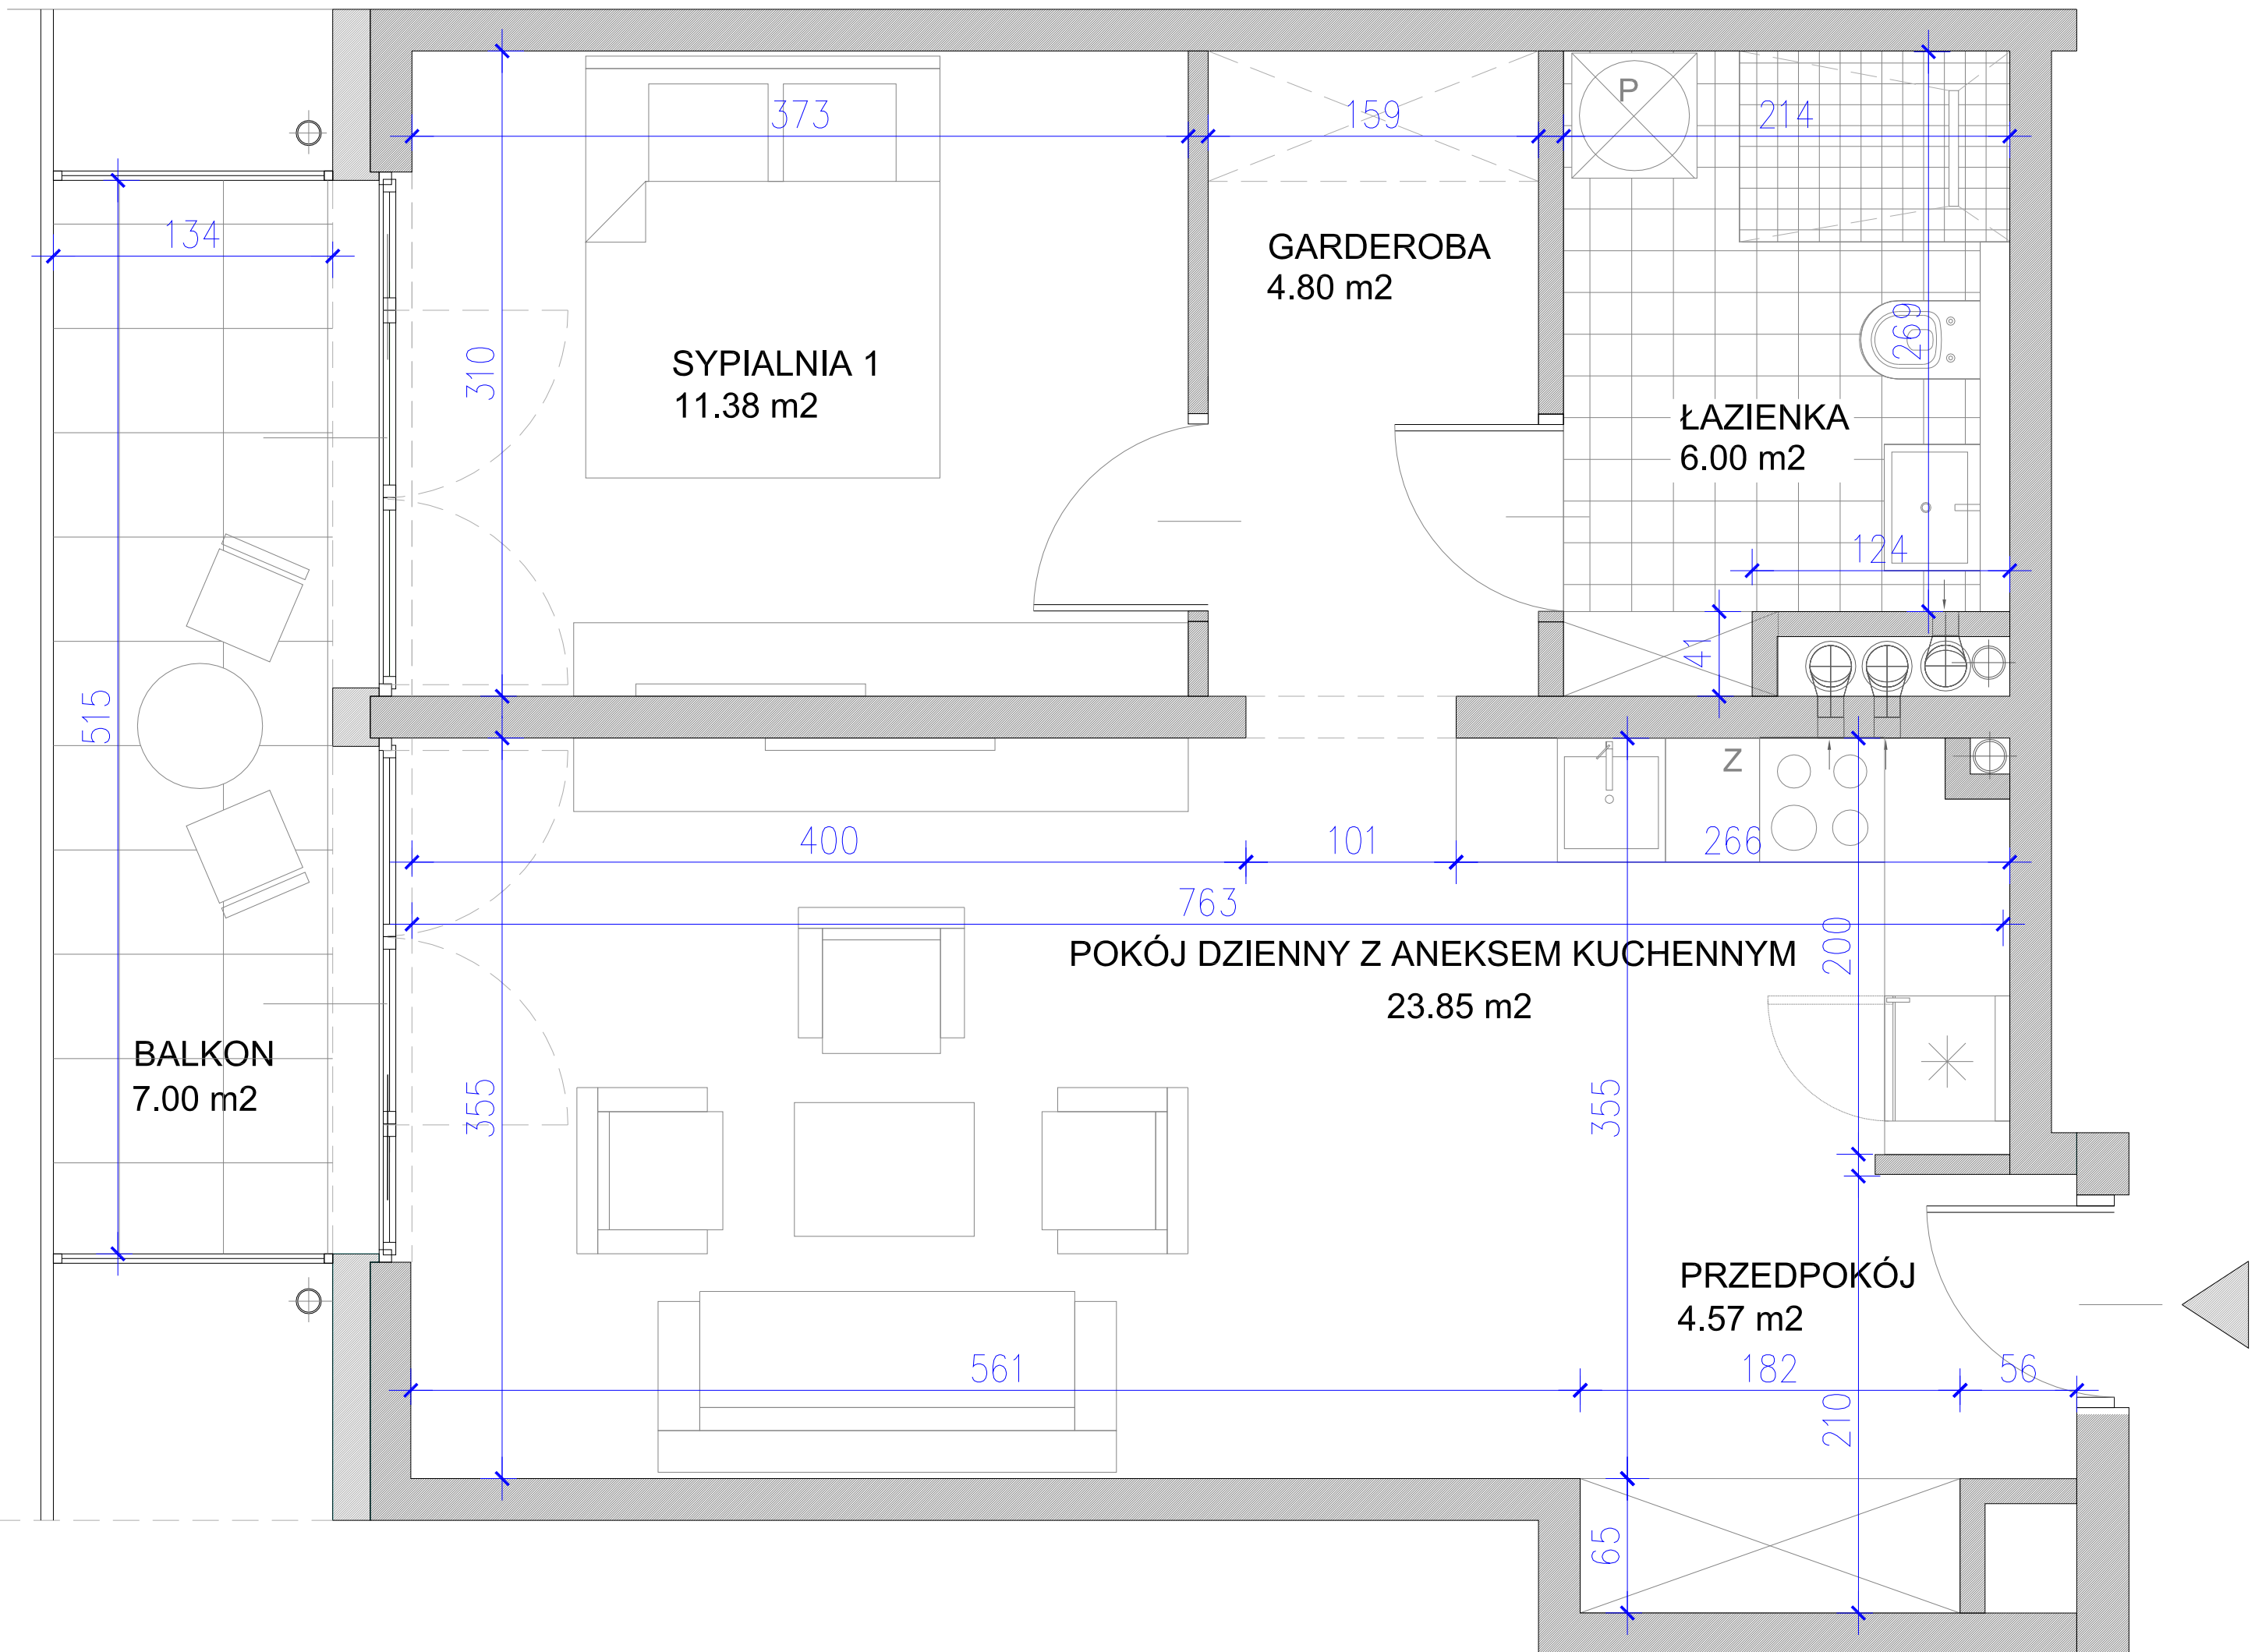 373
159
P
214
134
GARDEROBA
4.80 m2
269
SYPIALNIA 1
11.38 m2
310
ŁAZIENKA
6.00 m2
124
41
515
Z
400
101
266
763
POKÓJ DZIENNY Z ANEKSEM KUCHENNYM
23.85 m2
200
BALKON
7.00 m2
355
355
PRZEDPOKÓJ
4.57 m2
561
182
56
210
65